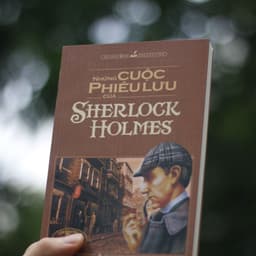 NHỮNG CUỘC
PHIÊU LƯU
CỦA
SHERLOCK
HOLMES